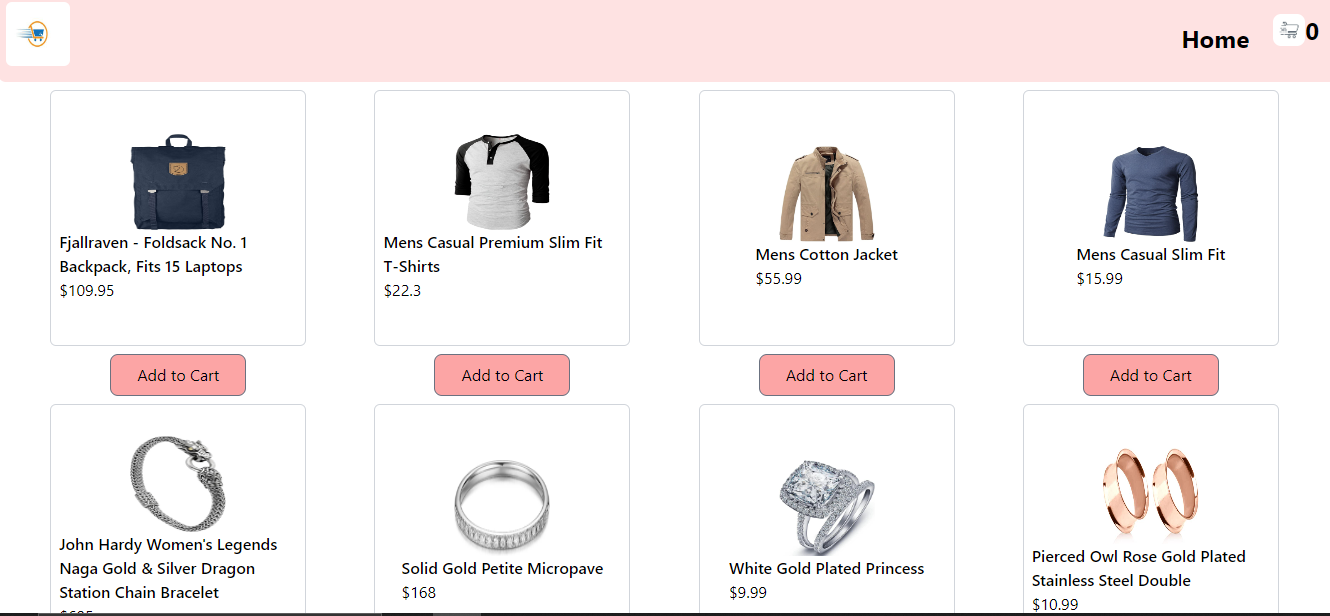 Home
0
Fjallraven - Foldsack No. 1
Backpack, Fits 15 Laptops
$109.95
Mens Casual Premium Slim Fit
T-Shirts
$22.3
Mens Cotton Jacket
$55.99
Mens Casual Slim Fit
$15.99
Add to Cart
Add to Cart
Add to Cart
Add to Cart
John Hardy Women's Legends
Naga Gold & Silver Dragon
Station Chain Bracelet
Solid Gold Petite Micropave
$168
White Gold Plated Princess
$9.99
Pierced Owl Rose Gold Plated
Stainless Steel Double
$10.99